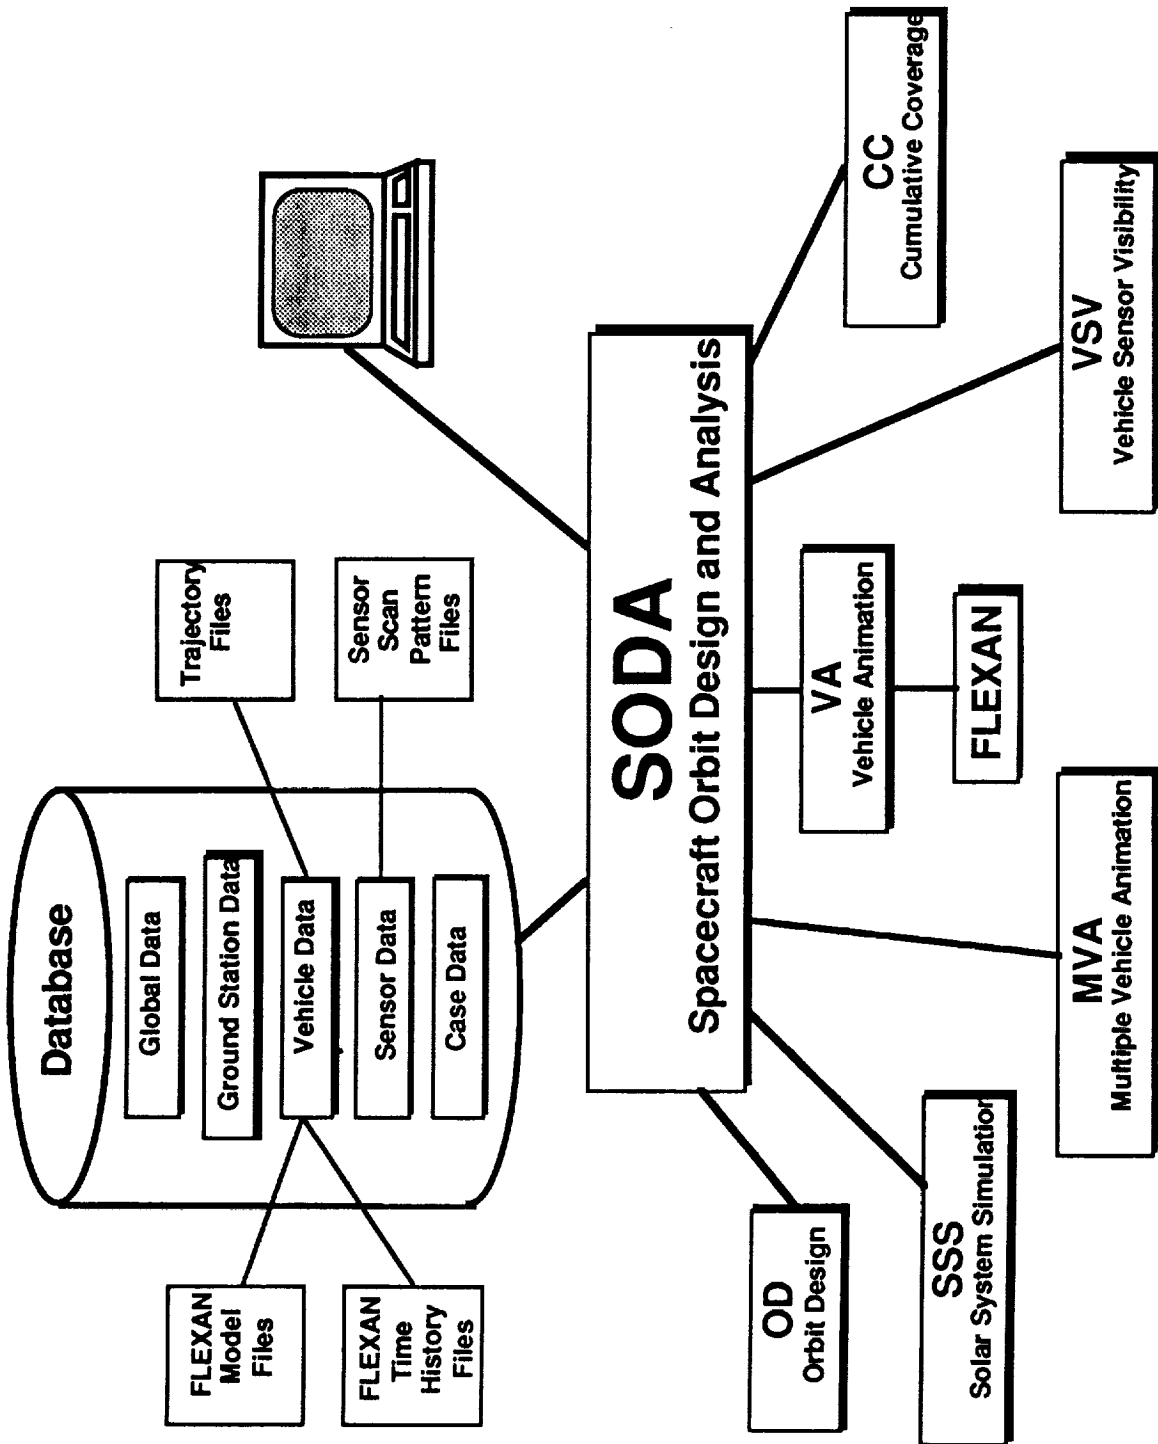 Database
Global Data
Ground Station Data
Vehicle Data
Sensor Data
Case Data
FLEXAN
Model
Files
FLEXAN
Time
History
Files
Trajectory
Files
Sensor
Scan
Pattern
Files
SODA
Spacecraft Orbit Design and Analysis
OD
Orbit Design
SSS
Solar System Simulation
MVA
Multiple Vehicle Animation
VA
Vehicle Animation
FLEXAN
VSV
Vehicle Sensor Visibility
CC
Cumulative Coverage